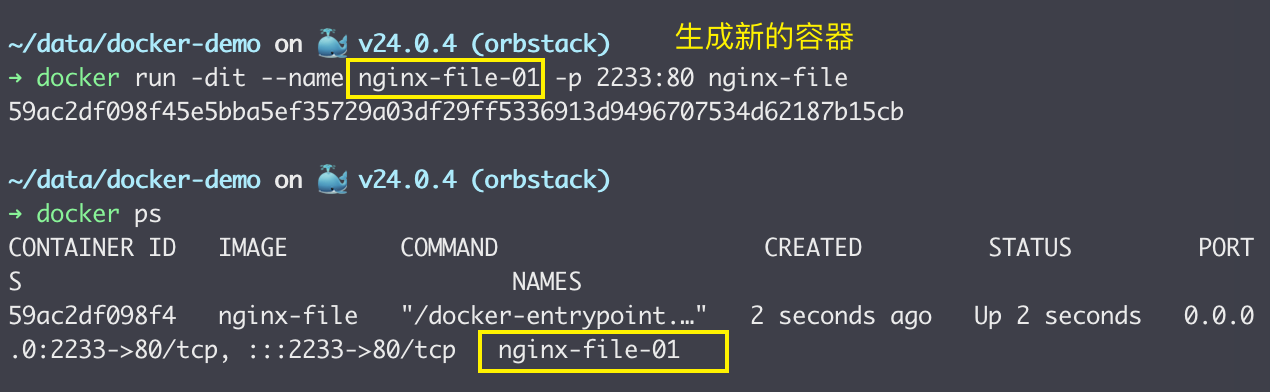 ~/data/docker-demo on 🐳 v24.0.4 (orbstack)
生成新的容器
→ docker run -dit --name nginx-file-01 -p 2233:80 nginx-file
59ac2df098f45e5bba5ef35729a03df29ff5336913d9496707534d62187b15cb
~/data/docker-demo on 🐳 v24.0.4 (orbstack)
→ docker ps
CONTAINER ID   IMAGE        COMMAND                   CREATED         STATUS         PORT
S                                    NAMES
59ac2df098f4   nginx-file   "/docker-entrypoint.…"   2 seconds ago   Up 2 seconds   0.0.0
.0:2233->80/tcp, :::2233->80/tcp   nginx-file-01